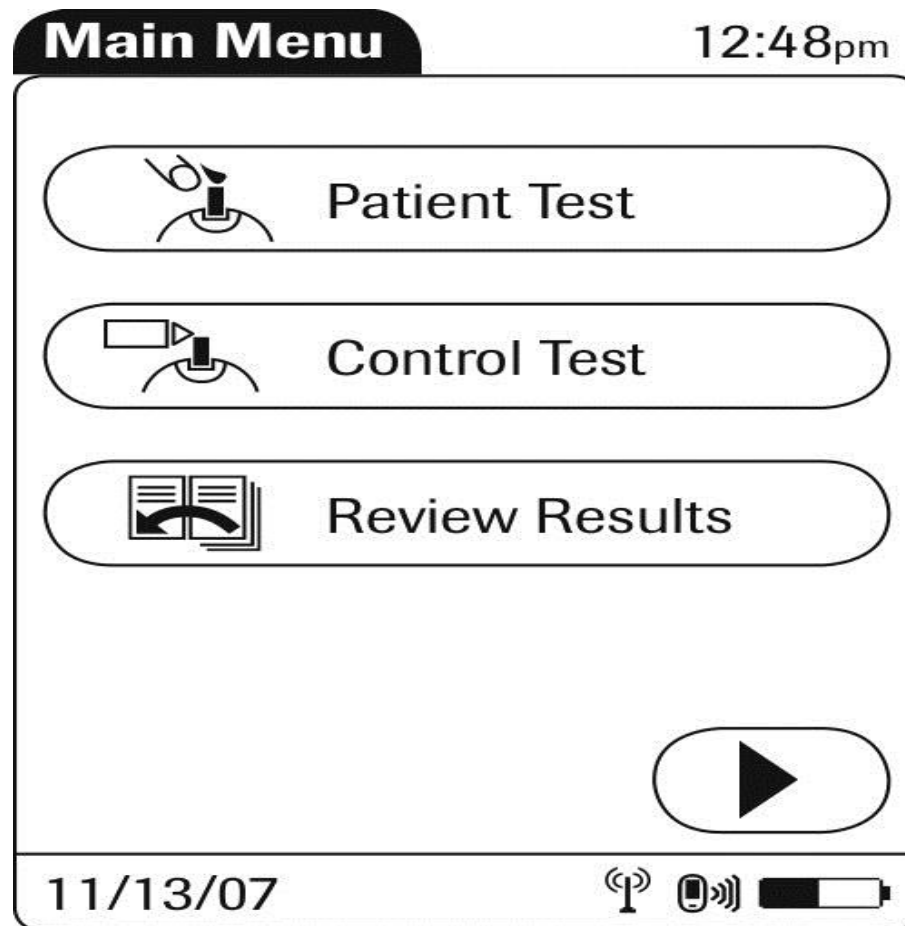 Main Menu
12:48pm
Patient Test
Control Test
Review Results
11/13/07